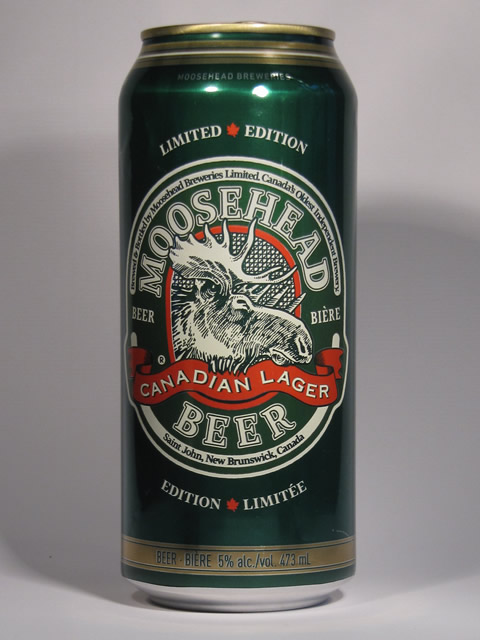 MOOSEHEAD BREWERIES
LIMITED EDITION
Brewed & Bottled by Moosehead Breweries Limited. Canada's Oldest Independent Brewery
MOOSEHEAD
BEER BIÈRE
®
CANADIAN LAGER
BEER
Saint John, New Brunswick, Canada
EDITION LIMITÉE
BEER - BIÈRE 5% alc./vol. 473 mL